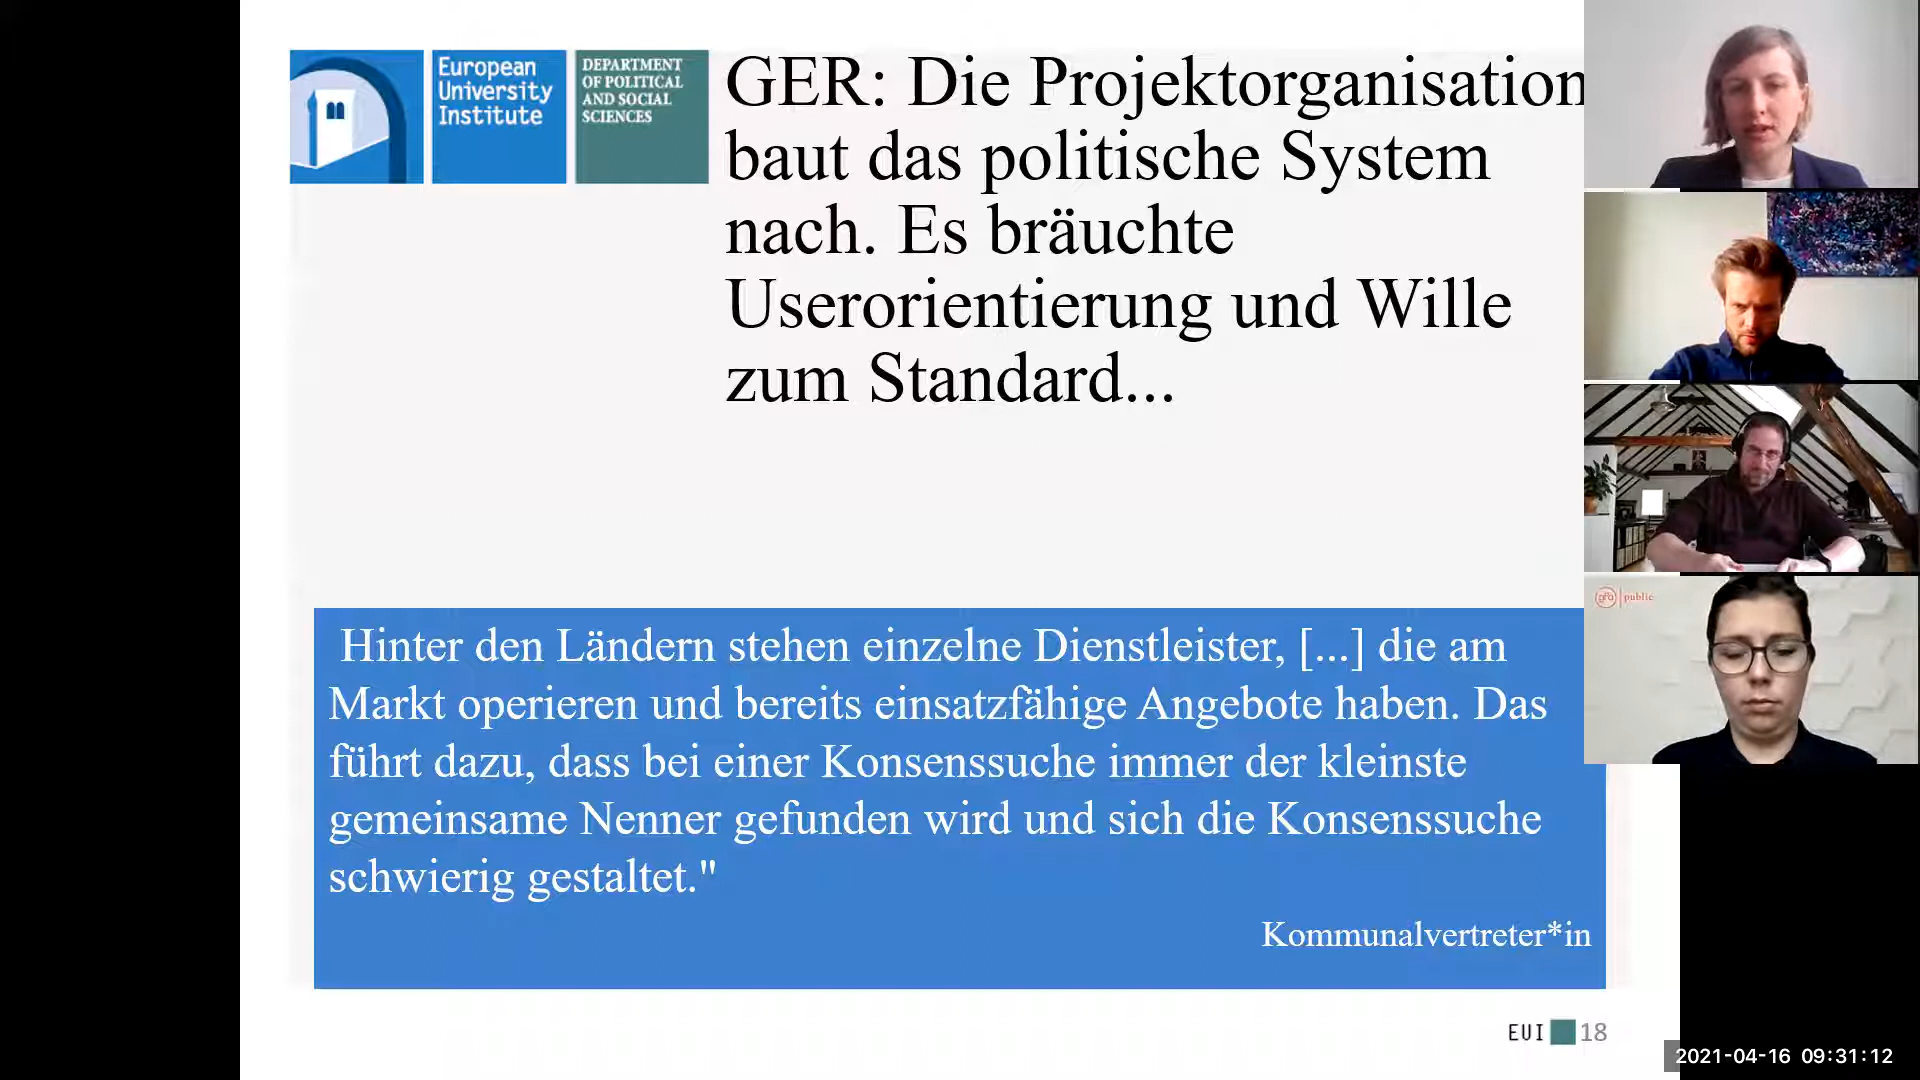 European
University
Institute
DEPARTMENT
OF POLITICAL
AND SOCIAL
SCIENCES
GER: Die Projektorganisation
baut das politische System
nach. Es bräuchte
Userorientierung und Wille
zum Standard...
Hinter den Ländern stehen einzelne Dienstleister, [...] die am
Markt operieren und bereits einsatzfähige Angebote haben. Das
führt dazu, dass bei einer Konsenssuche immer der kleinste
gemeinsame Nenner gefunden wird und sich die Konsenssuche
schwierig gestaltet."
Kommunalvertreter*in
EUI 18
public
2021-04-16 09:31:12